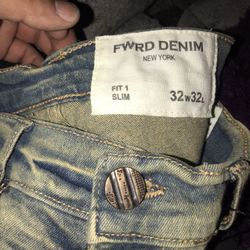 FWRD DENIM
NEW YORK
FIT 1
SLIM
32W32L